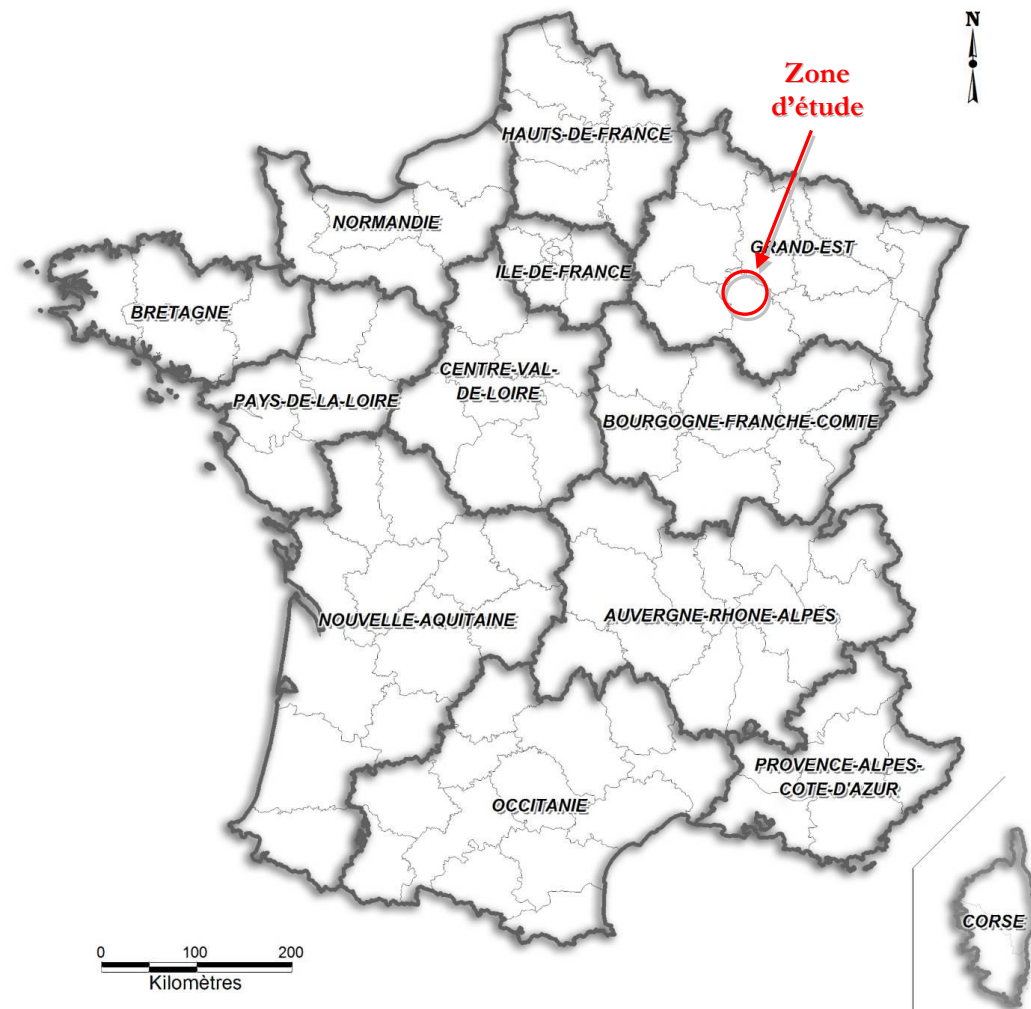 N
Zone
d'étude
HAUTS-DE-FRANCE
NORMANDIE
GRAND-EST
ILE-DE-FRANCE
BRETAGNE
CENTRE-VAL-
DE-LOIRE
PAYS-DE-LA-LOIRE
BOURGOGNE-FRANCHE-COMTE
NOUVELLE-AQUITAINE
AUVERGNE-RHONE-ALPES
PROVENCE-ALPES-
COTE-D'AZUR
OCCITANIE
CORSE
0 100 200
Kilomètres